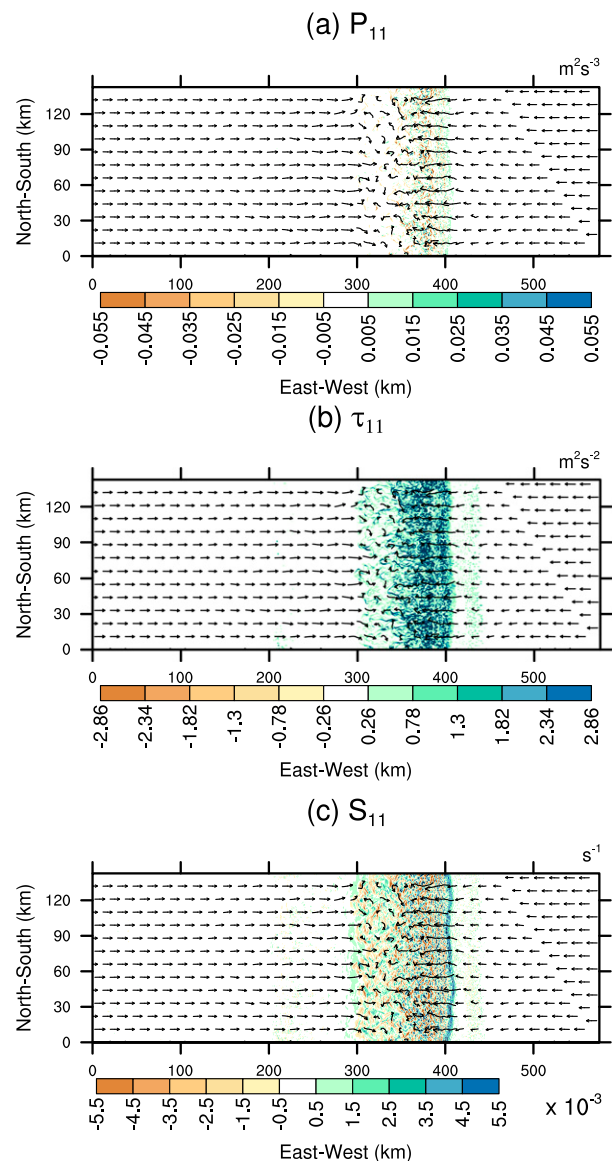 (a) P₁₁
m²s⁻³
North-South (km)
120
90
60
30
0
0 100 200 300 400 500
-0.055 -0.045 -0.035 -0.025 -0.015 -0.005 0.005 0.015 0.025 0.035 0.045 0.055
East-West (km)
(b) τ₁₁
m²s⁻²
North-South (km)
120
90
60
30
0
0 100 200 300 400 500
-2.86 -2.34 -1.82 -1.3 -0.78 -0.26 0.26 0.78 1.3 1.82 2.34 2.86
East-West (km)
(c) S₁₁
s⁻¹
North-South (km)
120
90
60
30
0
0 100 200 300 400 500
-5.5 -4.5 -3.5 -2.5 -1.5 -0.5 0.5 1.5 2.5 3.5 4.5 5.5 x 10⁻³
East-West (km)